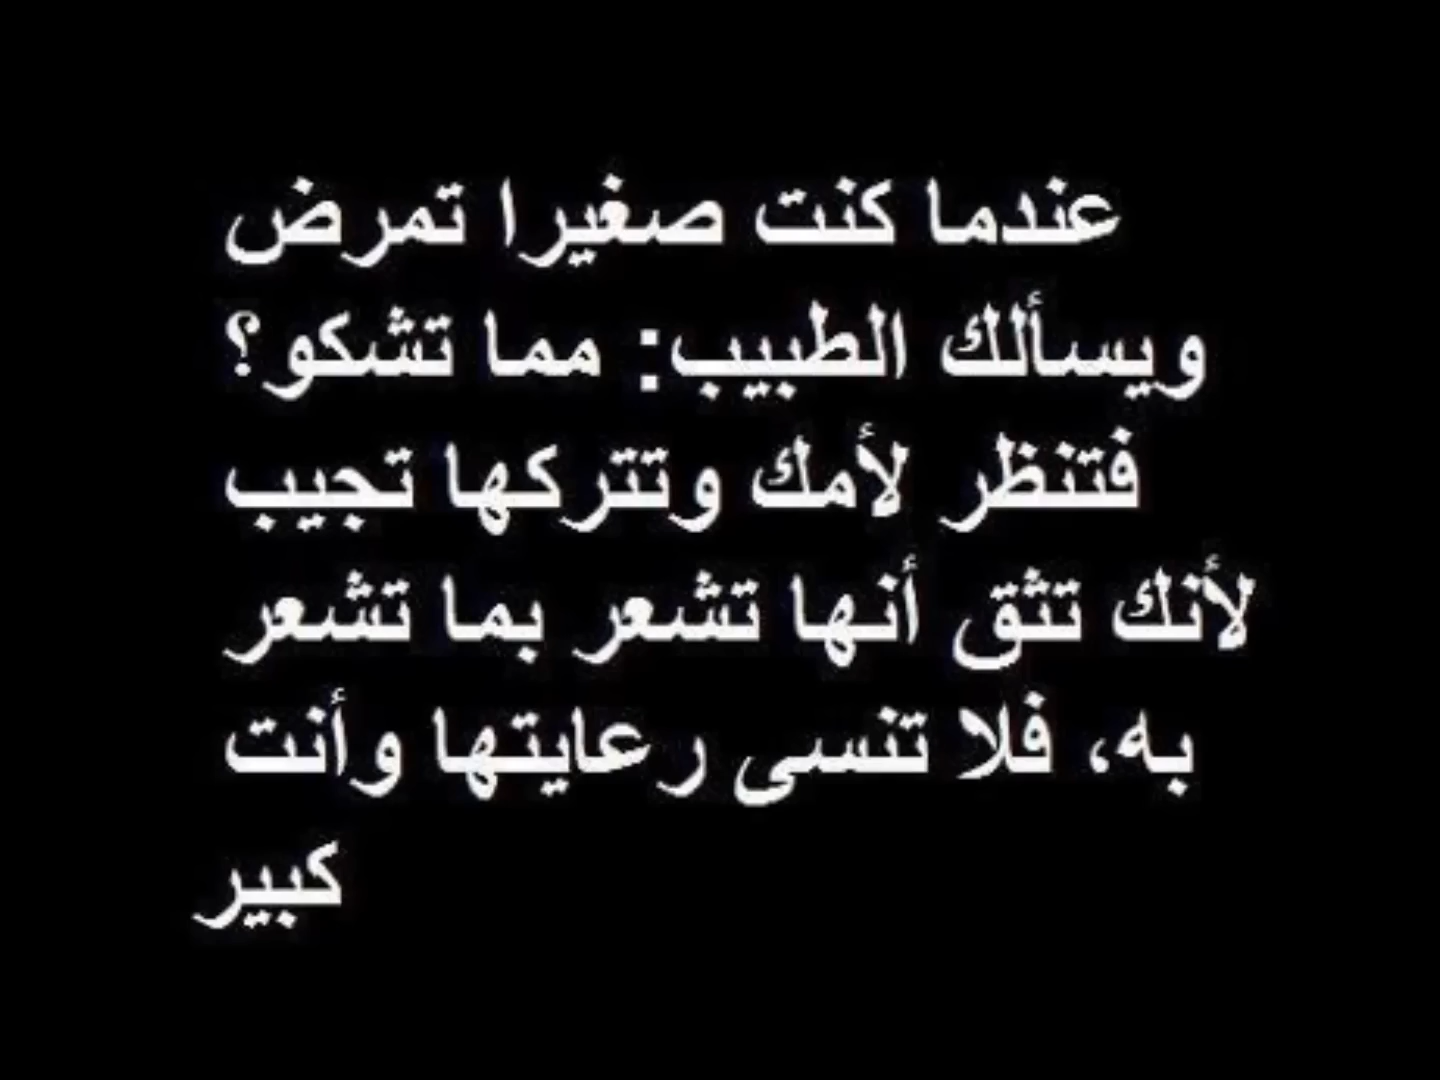 عندما كنت صغيرا تمرض
ويسألك الطبيب: مما تشكو؟
فتنظر لأمك وتتركها تجيب
لأنك تثق أنها تشعر بما تشعر
به، فلا تنسى رعايتها وأنت
كبير